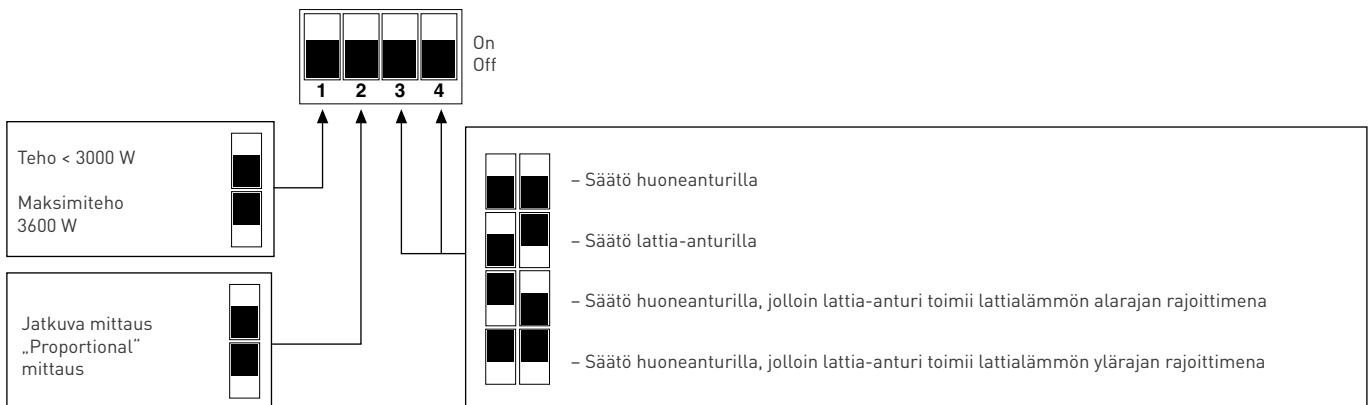 On
Off
1 2 3 4
Teho < 3000 W
Maksimiteho
3600 W
Jatkuva mittaus
„Proportional“
mittaus
– Säätö huoneanturilla
– Säätö lattia-anturilla
– Säätö huoneanturilla, jolloin lattia-anturi toimii lattialämmön alarajan rajoittimena
– Säätö huoneanturilla, jolloin lattia-anturi toimii lattialämmön ylärajan rajoittimena